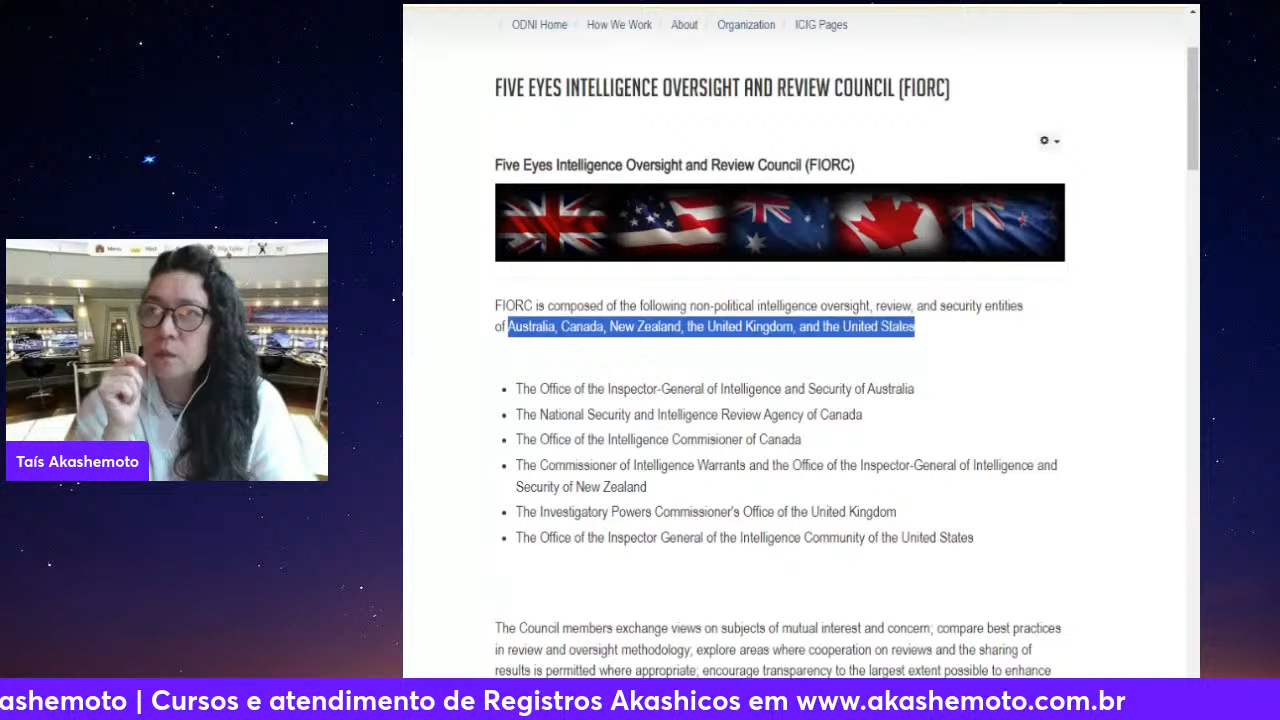 ODNI Home / How We Work / About / Organization / ICIG Pages
FIVE EYES INTELLIGENCE OVERSIGHT AND REVIEW COUNCIL (FIORC)
Five Eyes Intelligence Oversight and Review Council (FIORC)
FIORC is composed of the following non-political intelligence oversight, review, and security entities
of Australia, Canada, New Zealand, the United Kingdom, and the United States
• The Office of the Inspector-General of Intelligence and Security of Australia
• The National Security and Intelligence Review Agency of Canada
• The Office of the Intelligence Commisioner of Canada
• The Commissioner of Intelligence Warrants and the Office of the Inspector-General of Intelligence and
Security of New Zealand
• The Investigatory Powers Commissioner's Office of the United Kingdom
• The Office of the Inspector General of the Intelligence Community of the United States
The Council members exchange views on subjects of mutual interest and concern; compare best practices
in review and oversight methodology; explore areas where cooperation on reviews and the sharing of
results is permitted where appropriate; encourage transparency to the largest extent possible to enhance
Menu
Taís Akashemoto
ashemoto | Cursos e atendimento de Registros Akashicos em www.akashemoto.com.br